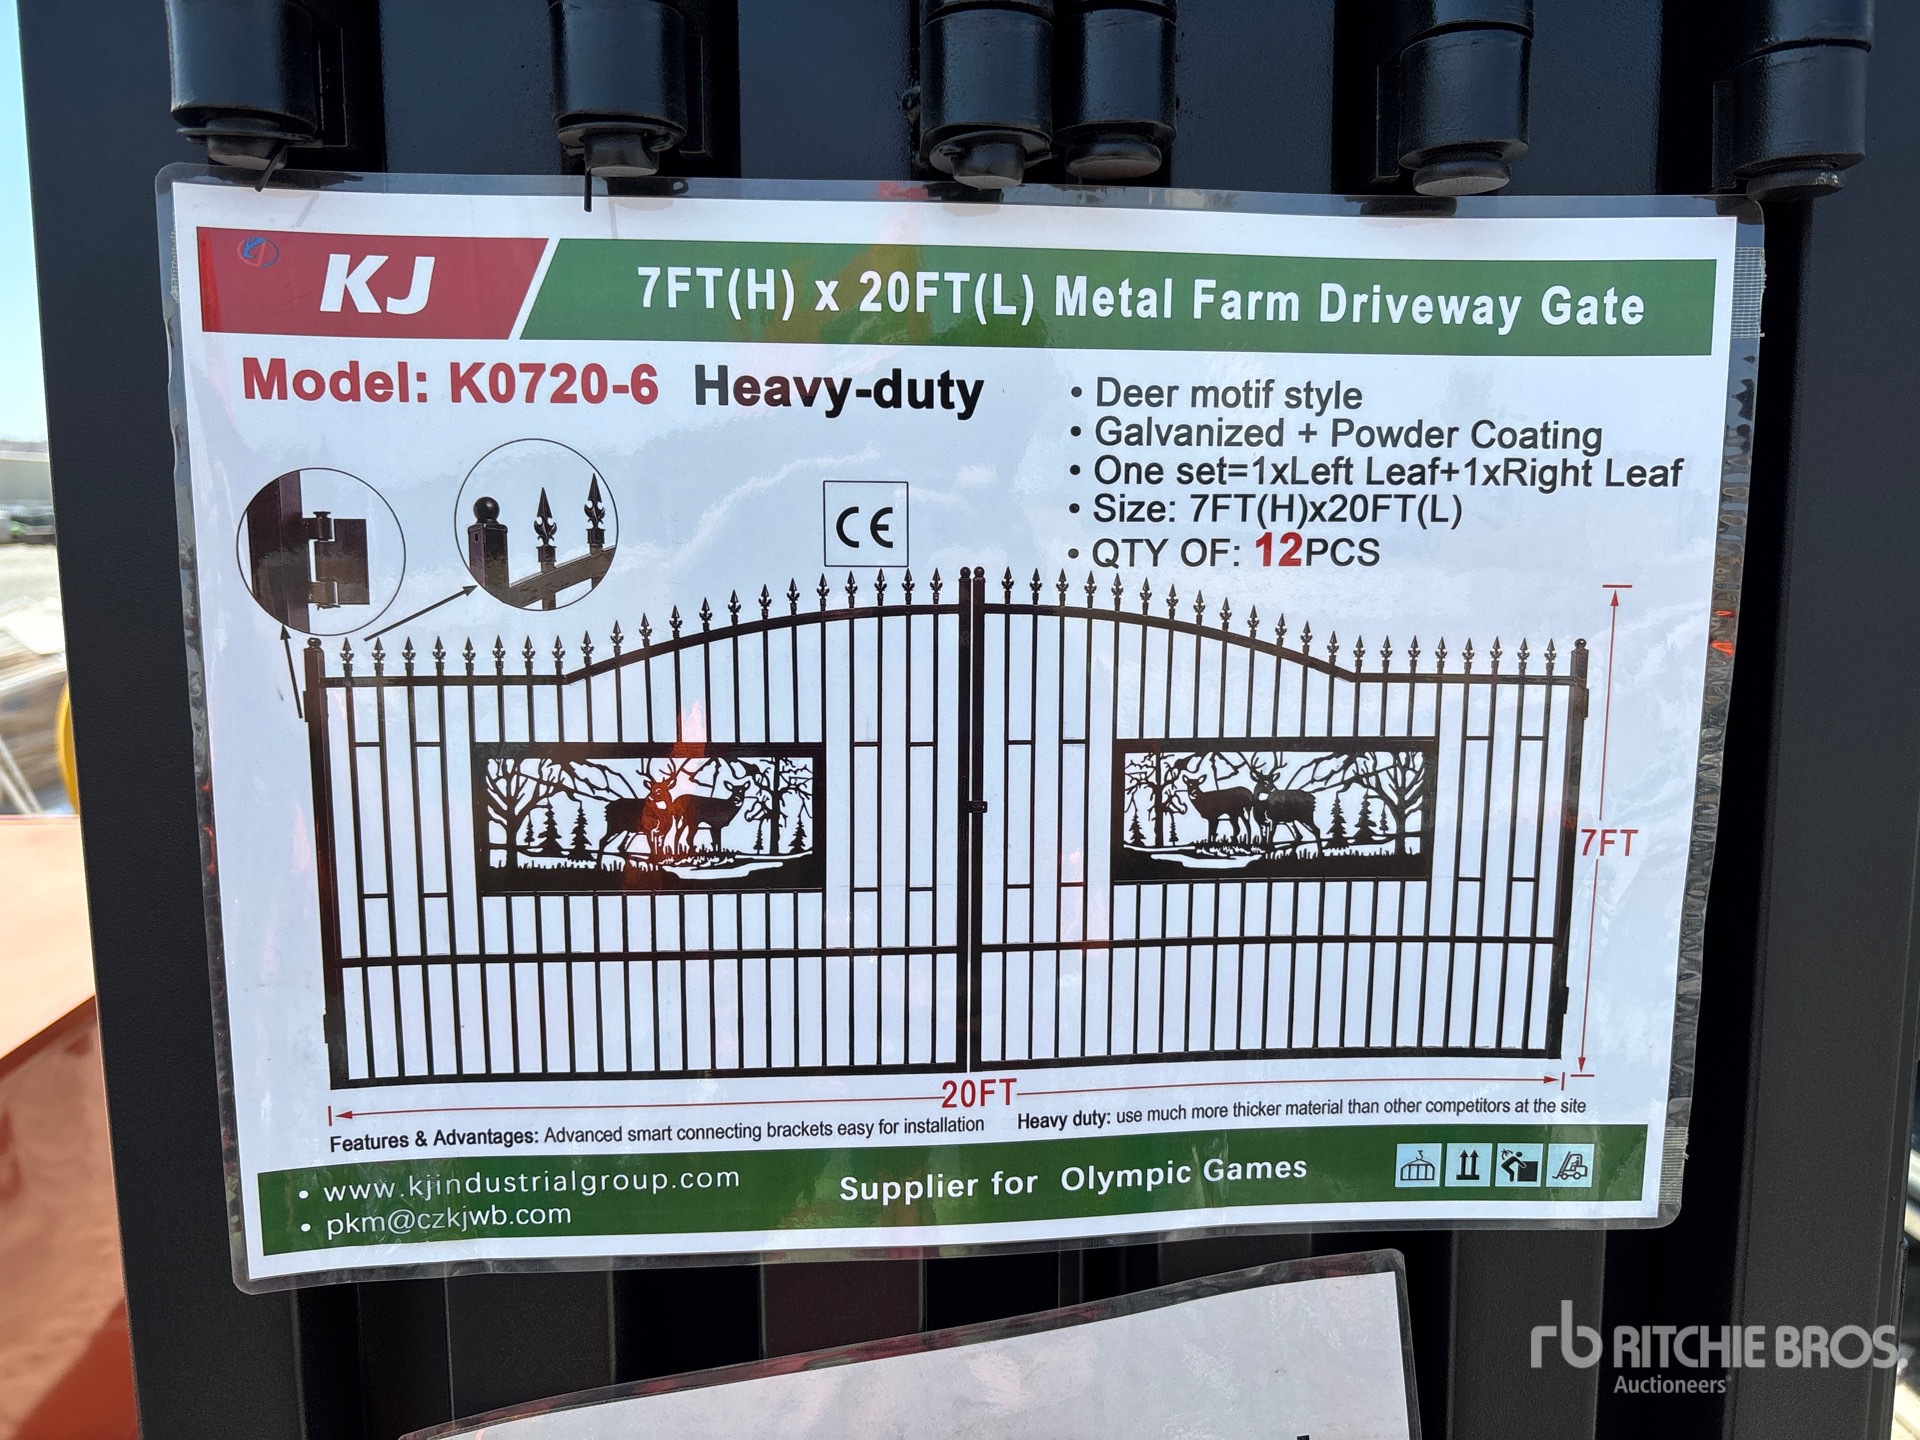 KJ
7FT(H) x 20FT(L) Metal Farm Driveway Gate
Model: K0720-6 Heavy-duty
• Deer motif style
• Galvanized + Powder Coating
• One set=1xLeft Leaf+1xRight Leaf
• Size: 7FT(H)x20FT(L)
• QTY OF: 12PCS
CE
7FT
20FT
Features & Advantages: Advanced smart connecting brackets easy for installation
Heavy duty: use much more thicker material than other competitors at the site
• www.kjindustrialgroup.com
• pkm@czkjwb.com
Supplier for Olympic Games
rb RITCHIE BROS.
Auctioneers